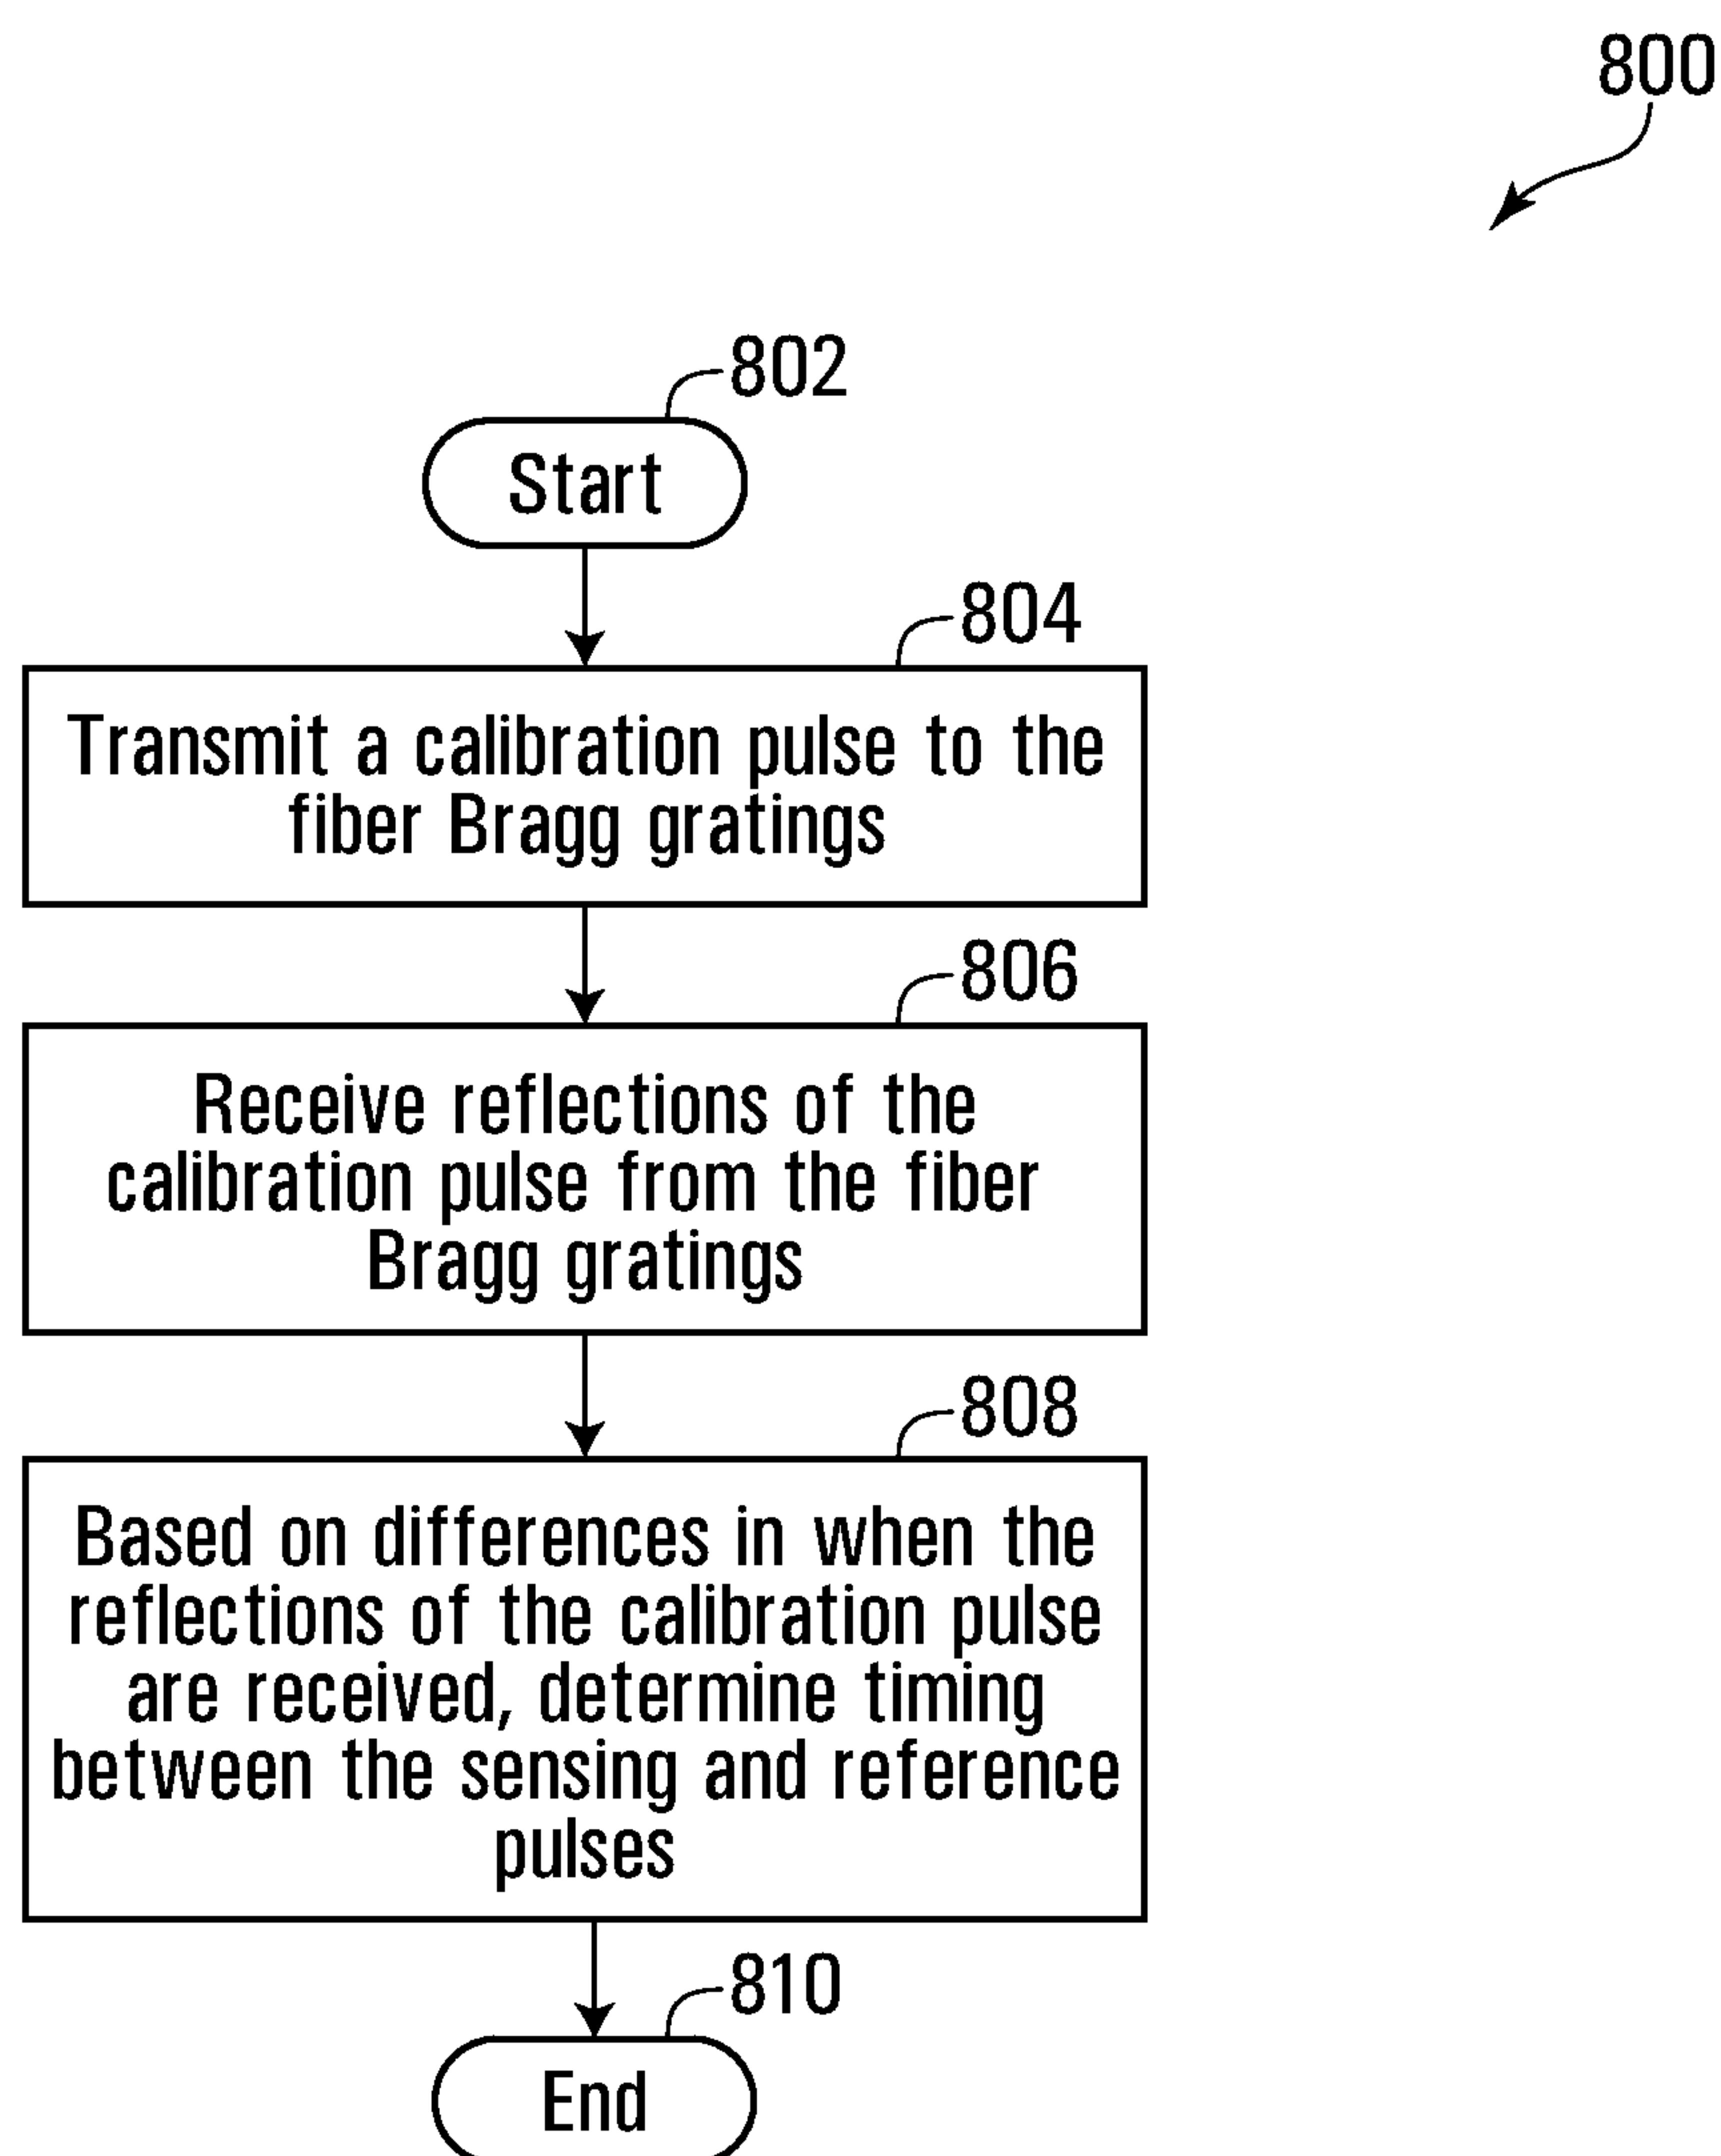 800
802
Start
804
Transmit a calibration pulse to the
fiber Bragg gratings
806
Receive reflections of the
calibration pulse from the fiber
Bragg gratings
808
Based on differences in when the
reflections of the calibration pulse
are received, determine timing
between the sensing and reference
pulses
810
End